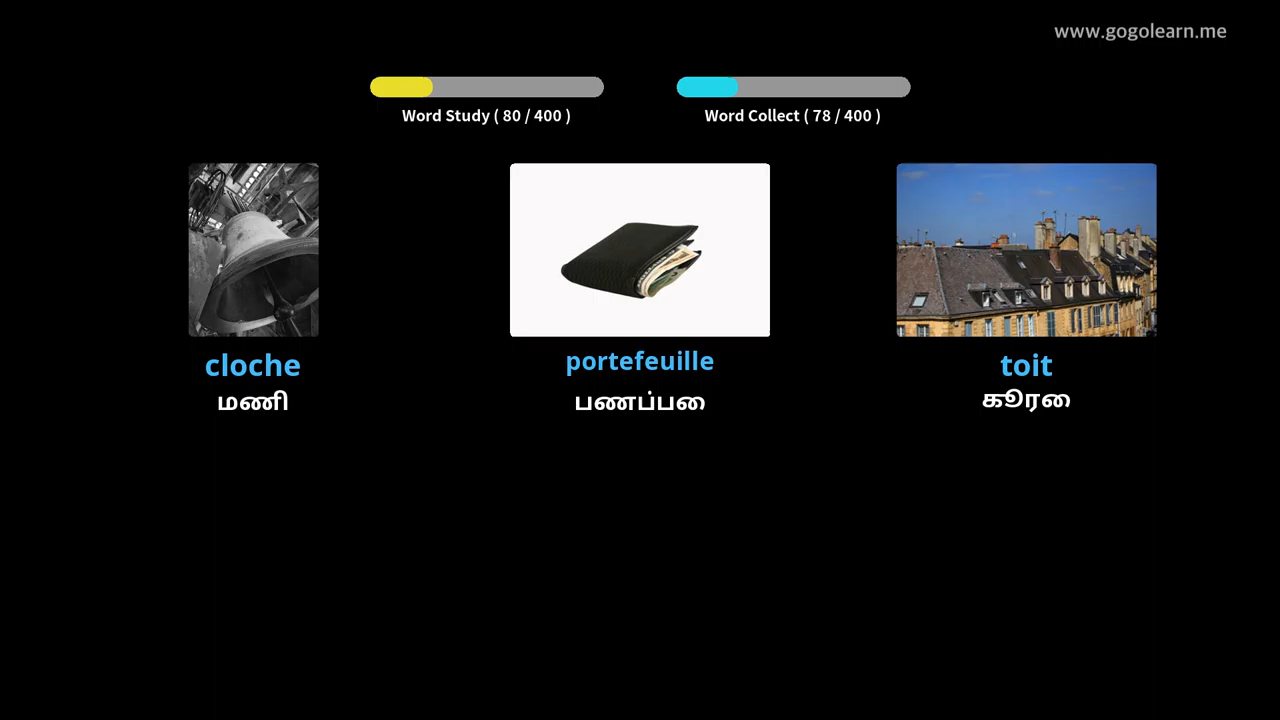 www.gogolearn.me
Word Study ( 80 / 400 )
Word Collect ( 78 / 400 )
cloche
மணி
portefeuille
பணப்பை
toit
கூரை